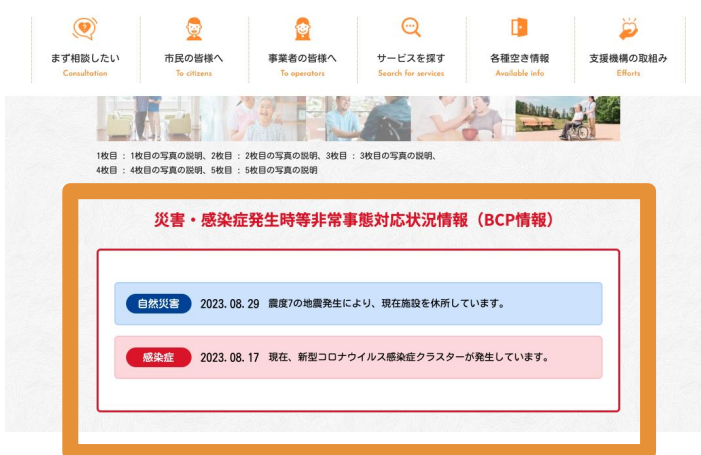 まず相談したい
Consultation
市民の皆様へ
To citizens
事業者の皆様へ
To operators
サービスを探す
Search for services
各種空き情報
Available info
支援機構の取組み
Efforts
1枚目 : 1枚目の写真の説明、2枚目 : 2枚目の写真の説明、3枚目 : 3枚目の写真の説明、
4枚目 : 4枚目の写真の説明、5枚目 : 5枚目の写真の説明
災害・感染症発生時等非常事態対応状況情報（BCP情報）
自然災害 2023.08.29 震度7の地震発生により、現在施設を休所しています。
感染症 2023.08.17 現在、新型コロナウイルス感染症クラスターが発生しています。